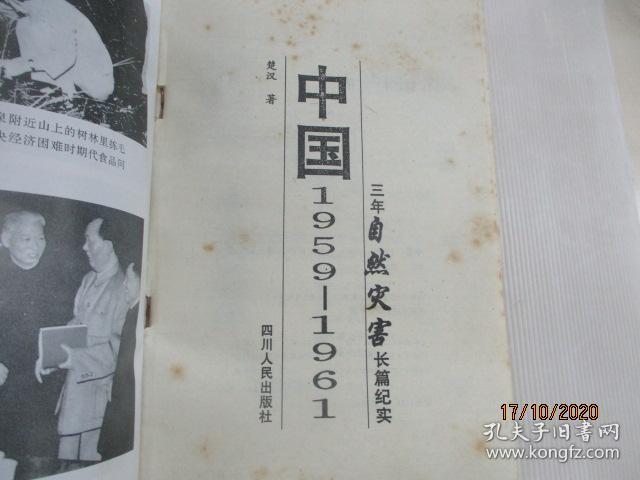 楚汉 著
中国
1959—1961
三年自然灾害长篇纪实
四川人民出版社
泉附近山上的树林里练毛
央经济困难时期代食品问
17/10/2020
孔夫子旧书网
www.kongfz.com